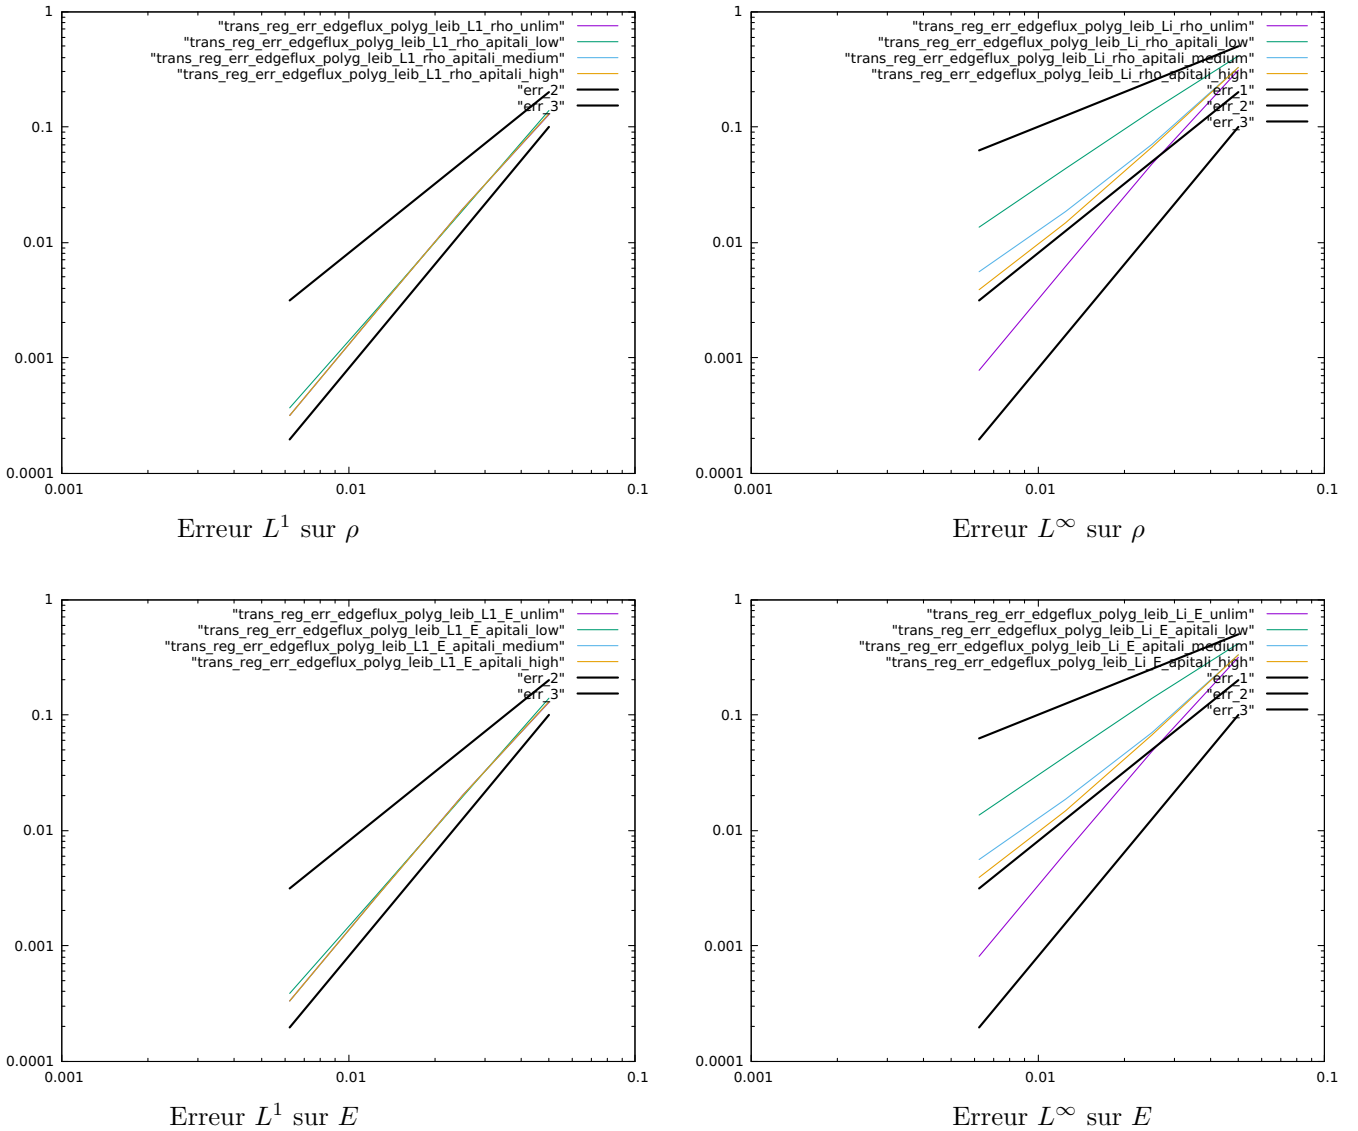 1
0.1
0.01
0.001
0.0001
0.001
0.01
0.1
"trans_reg_err_edgeflux_polyg_leib_L1_rho_unlim"
"trans_reg_err_edgeflux_polyg_leib_L1_rho_apitali_low"
"trans_reg_err_edgeflux_polyg_leib_L1_rho_apitali_medium"
"trans_reg_err_edgeflux_polyg_leib_L1_rho_apitali_high"
"err_2"
"err_3"
Erreur L¹ sur ρ
1
0.1
0.01
0.001
0.0001
0.001
0.01
0.1
"trans_reg_err_edgeflux_polyg_leib_Li_rho_unlim"
"trans_reg_err_edgeflux_polyg_leib_Li_rho_apitali_low"
"trans_reg_err_edgeflux_polyg_leib_Li_rho_apitali_medium"
"trans_reg_err_edgeflux_polyg_leib_Li_rho_apitali_high"
"err_1"
"err_2"
"err_3"
Erreur L^∞ sur ρ
1
0.1
0.01
0.001
0.0001
0.001
0.01
0.1
"trans_reg_err_edgeflux_polyg_leib_L1_E_unlim"
"trans_reg_err_edgeflux_polyg_leib_L1_E_apitali_low"
"trans_reg_err_edgeflux_polyg_leib_L1_E_apitali_medium"
"trans_reg_err_edgeflux_polyg_leib_L1_E_apitali_high"
"err_2"
"err_3"
Erreur L¹ sur E
1
0.1
0.01
0.001
0.0001
0.001
0.01
0.1
"trans_reg_err_edgeflux_polyg_leib_Li_E_unlim"
"trans_reg_err_edgeflux_polyg_leib_Li_E_apitali_low"
"trans_reg_err_edgeflux_polyg_leib_Li_E_apitali_medium"
"trans_reg_err_edgeflux_polyg_leib_Li_E_apitali_high"
"err_1"
"err_2"
"err_3"
Erreur L^∞ sur E